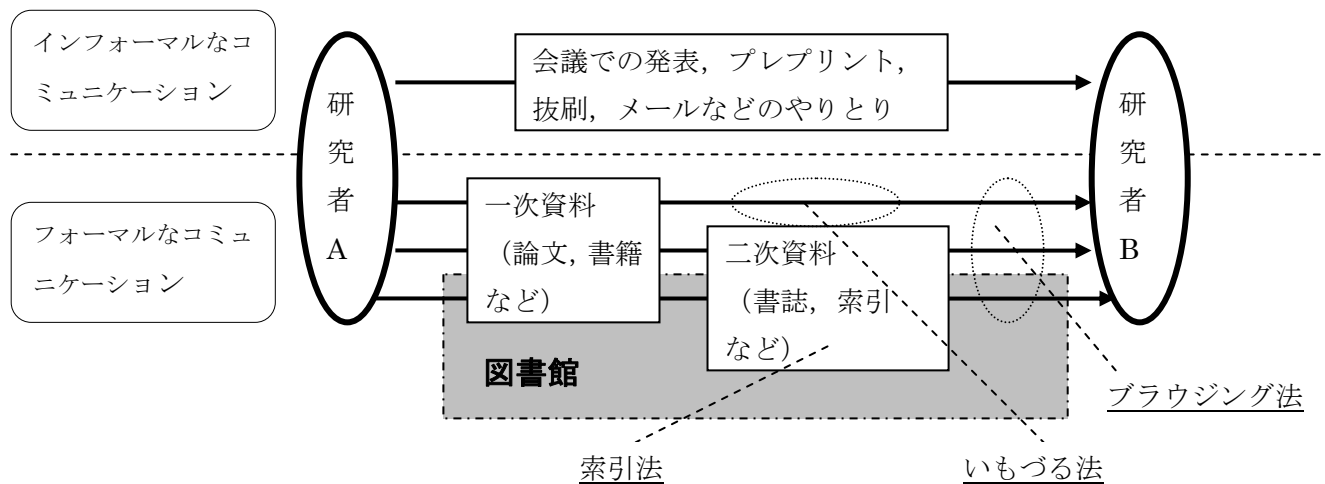 インフォーマルなコ
ミュニケーション
研
究
者
A
会議での発表，プレプリント，
抜刷，メールなどのやりとり
研
究
者
B
フォーマルなコミュ
ニケーション
一次資料
（論文，書籍
など）
二次資料
（書誌，索引
など）
図書館
ブラウジング法
索引法
いもづる法